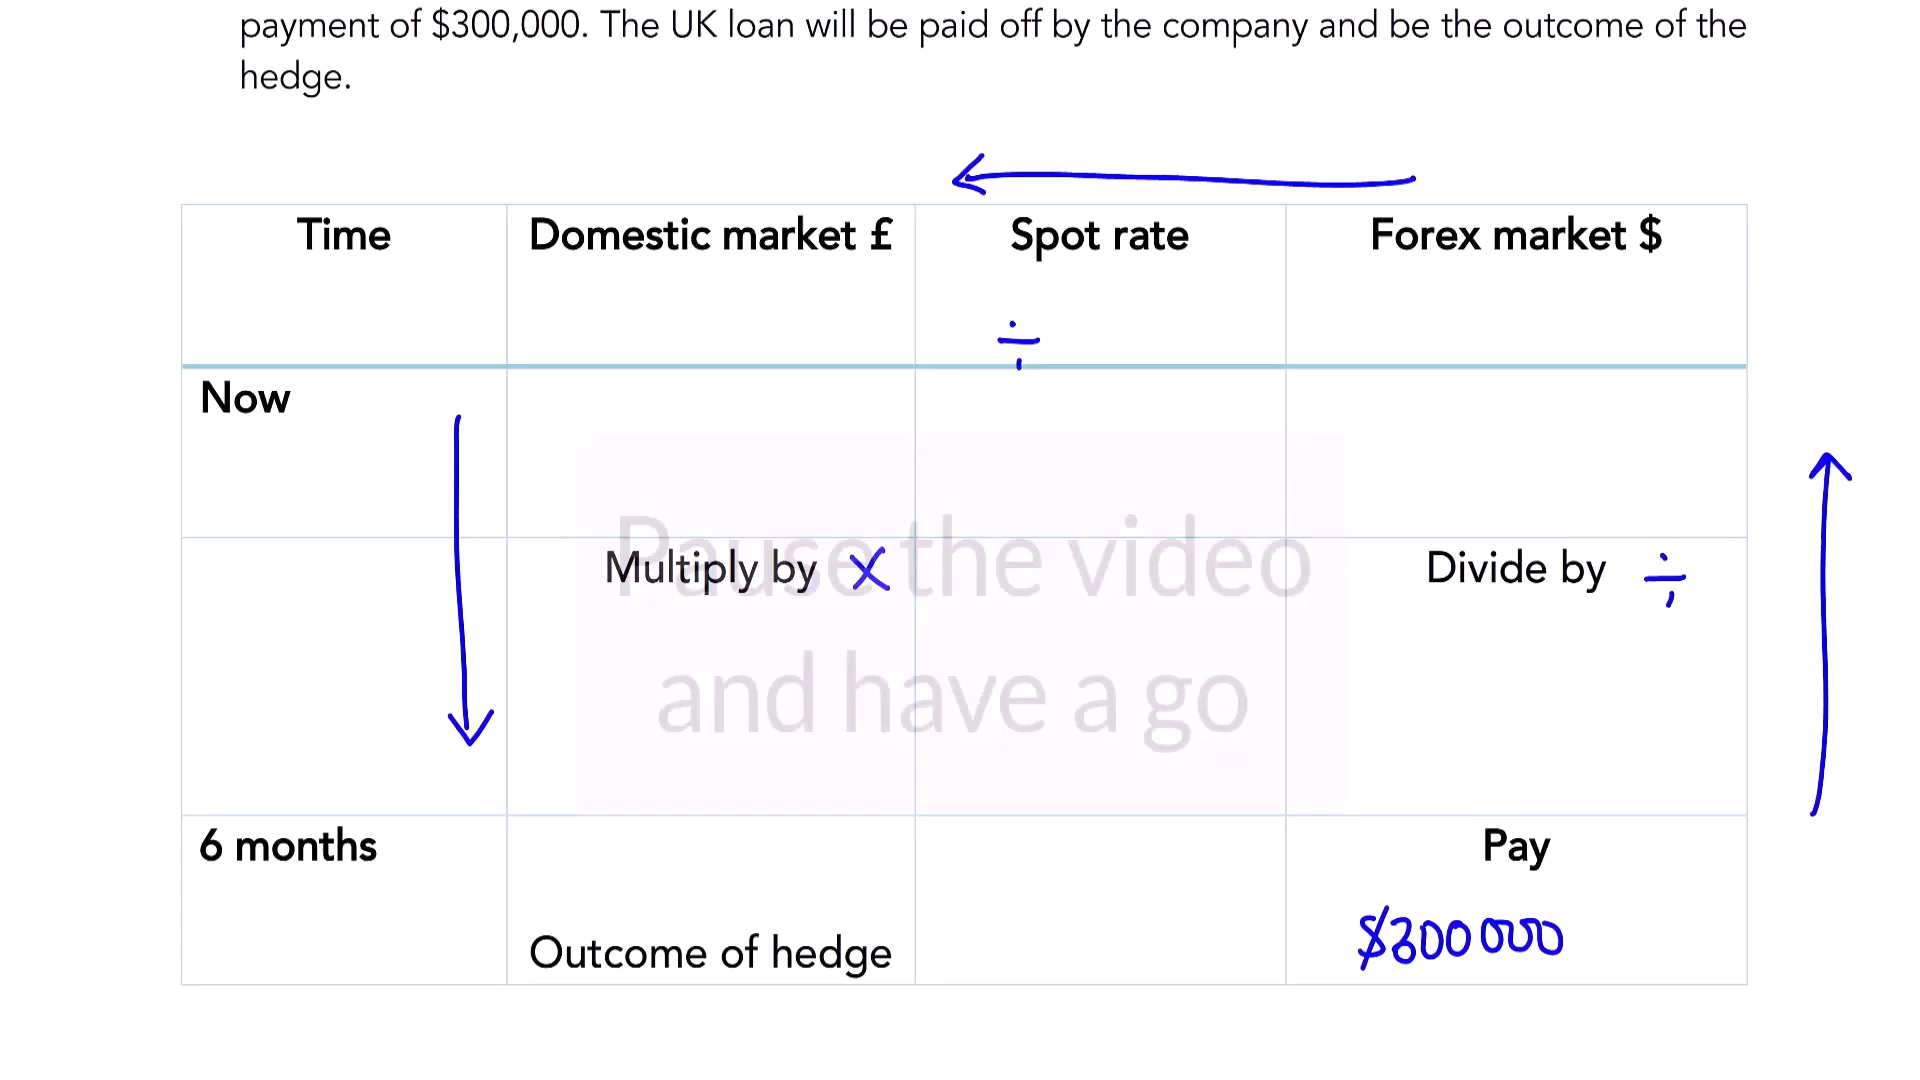 payment of $300,000. The UK loan will be paid off by the company and be the outcome of the
hedge.
Time
Domestic market £
Spot rate
Forex market $
÷
Now
Multiply by ×
Divide by ÷
Pause the video
and have a go
6 months
Outcome of hedge
Pay
$300 000